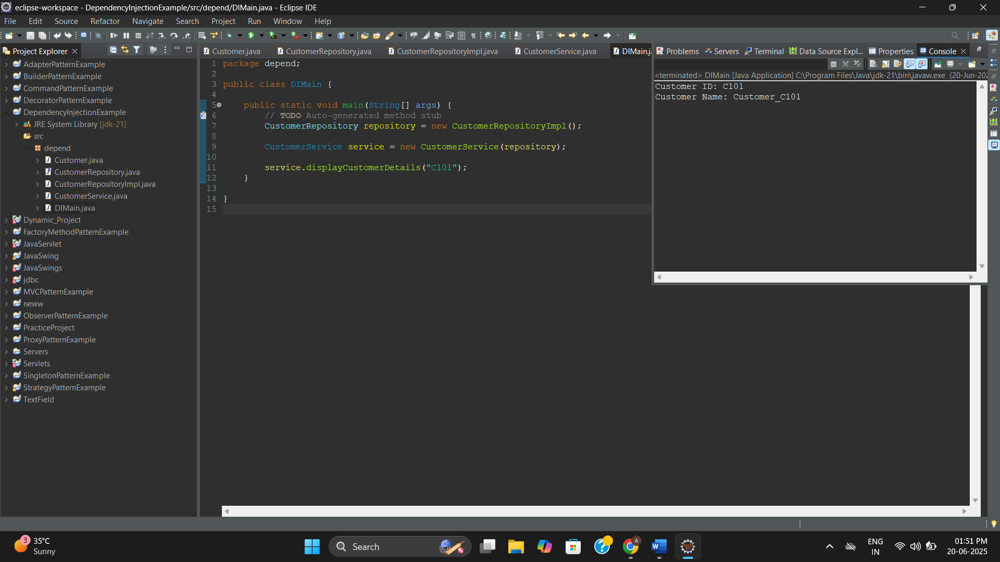 eclipse-workspace - DependencyInjectionExample/src/depend/DIMain.java - Eclipse IDE
File Edit Source Refactor Navigate Search Project Run Window Help
Project Explorer
AdapterPatternExample
BuilderPatternExample
CommandPatternExample
DecoratorPatternExample
DependencyInjectionExample
JRE System Library [jdk-21]
src
depend
Customer.java
CustomerRepository.java
CustomerRepositoryImpl.java
CustomerService.java
DIMain.java
Dynamic_Project
FactoryMethodPatternExample
JavaServlet
JavaSwing
JavaSwings
jdbc
MVCPatternExample
neww
ObserverPatternExample
PracticeProject
ProxyPatternExample
Servers
Servlets
SingletonPatternExample
StrategyPatternExample
TextField
Customer.java CustomerRepository.java CustomerRepositoryImpl.java CustomerService.java DIMain.j
1 package depend;
2
3 public class DIMain {
4
5 public static void main(String[] args) {
6 // TODO Auto-generated method stub
7 CustomerRepository repository = new CustomerRepositoryImpl();
8
9 CustomerService service = new CustomerService(repository);
10
11 service.displayCustomerDetails("C101");
12 }
13
14 }
15
Problems Servers Terminal Data Source Expl... Properties Console
<terminated> DIMain [Java Application] C:\Program Files\Java\jdk-21\bin\javaw.exe (20-Jun-202
Customer ID: C101
Customer Name: Customer_C101
3
35°C
Sunny
Search
A
W
JAVA EE
IDE
ENG
IN
01:51 PM
20-06-2025